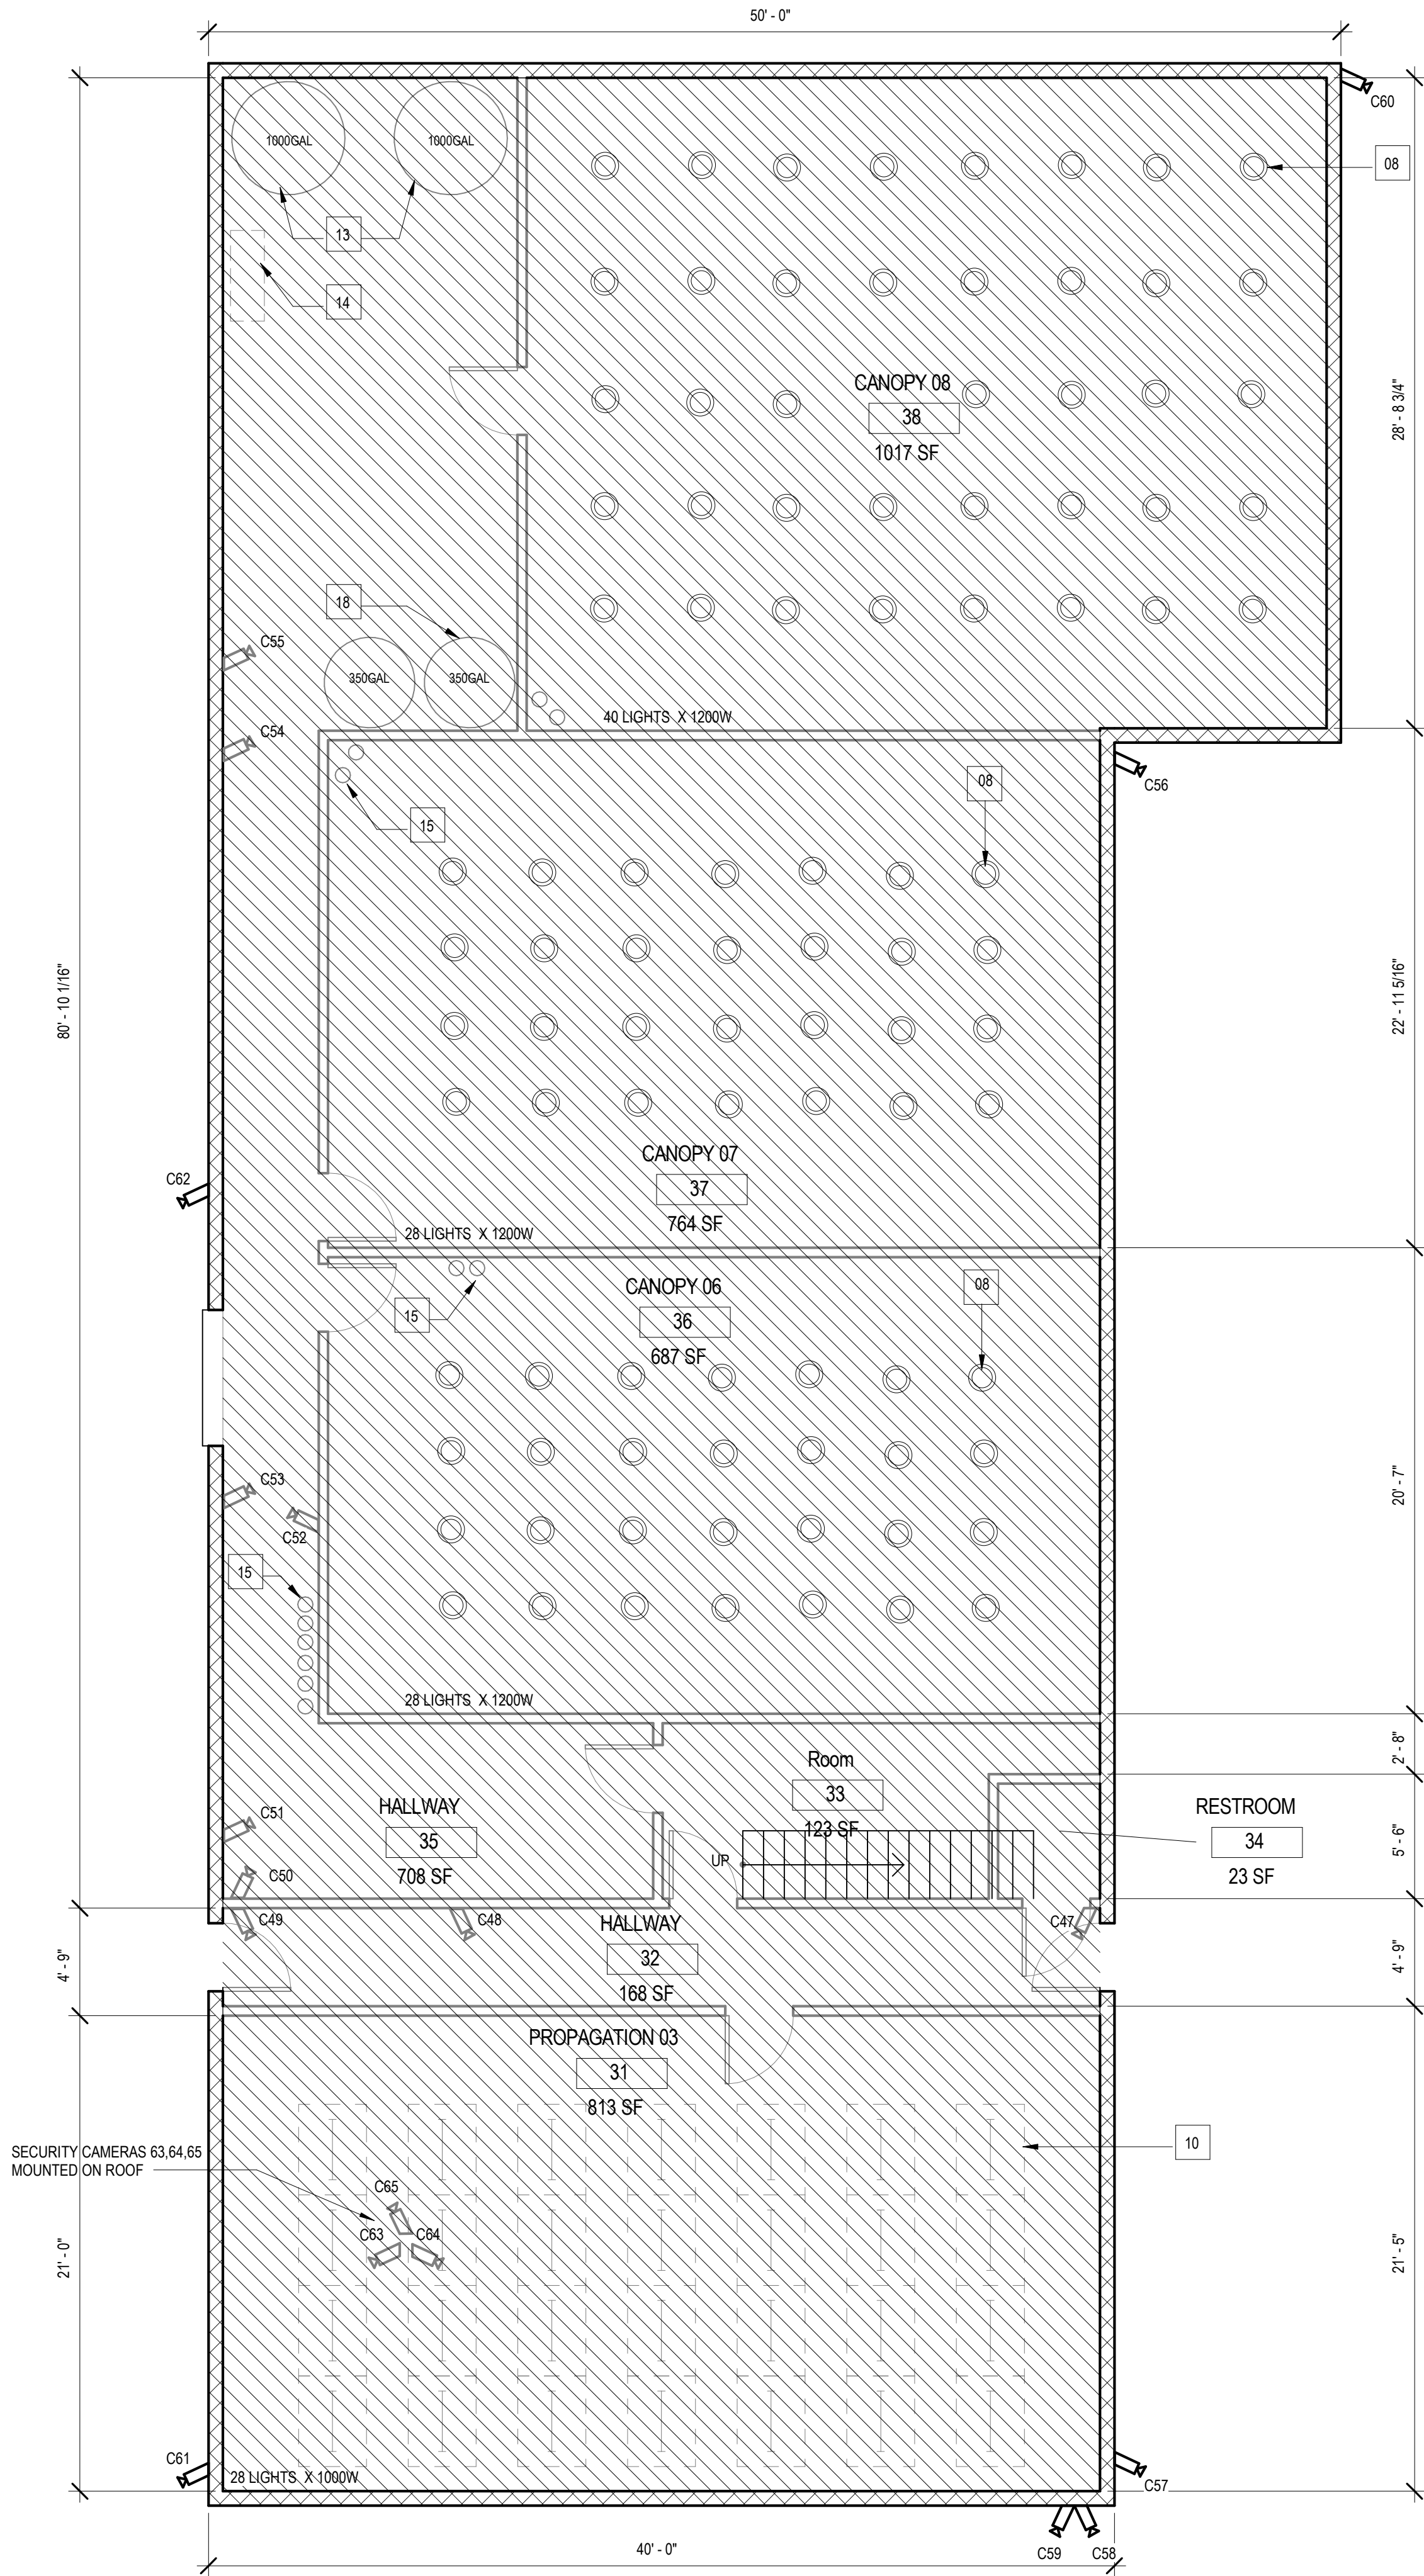 50' - 0"
C60
1000GAL
1000GAL
08
13
14
CANOPY 08
38
1017 SF
28' - 8 3/4"
18
C55
350GAL
350GAL
40 LIGHTS X 1200W
C54
08
C56
15
80' - 10 1/16"
22' - 11 5/16"
CANOPY 07
37
764 SF
C62
28 LIGHTS X 1200W
CANOPY 06
36
687 SF
08
15
C53
C52
20' - 7"
15
28 LIGHTS X 1200W
2' - 8"
Room
33
123 SF
HALLWAY
35
708 SF
C51
RESTROOM
34
23 SF
5' - 6"
UP
C50
C49
C48
HALLWAY
32
168 SF
C47
4' - 9"
4' - 9"
PROPAGATION 03
31
813 SF
10
SECURITY CAMERAS 63,64,65
MOUNTED ON ROOF
C65
C63
C64
21' - 0"
21' - 5"
C61
28 LIGHTS X 1000W
C57
C59
C58
40' - 0"